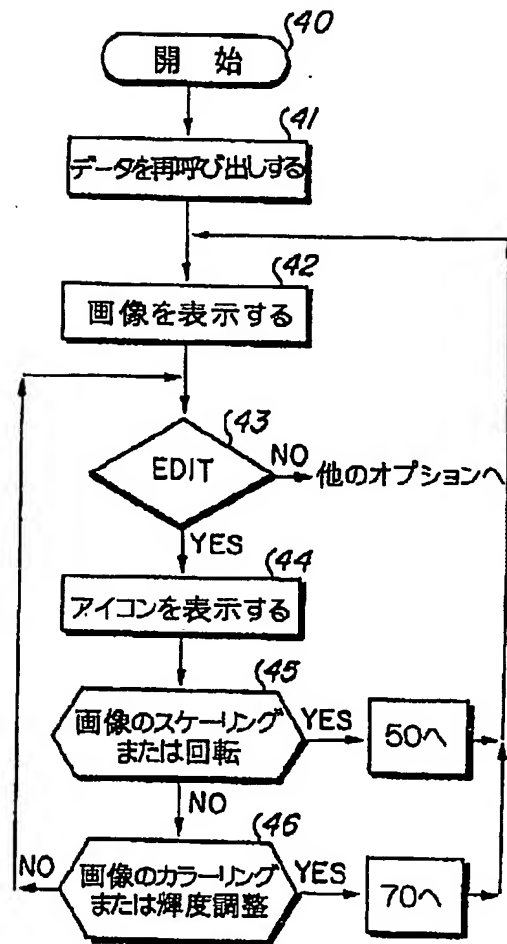 40
開始
41
データを再呼び出しする
42
画像を表示する
43
EDIT
NO
他のオプションへ
YES
44
アイコンを表示する
45
画像のスケーリング
または回転
YES
50へ
NO
46
画像のカラーリング
または輝度調整
NO
YES
70へ